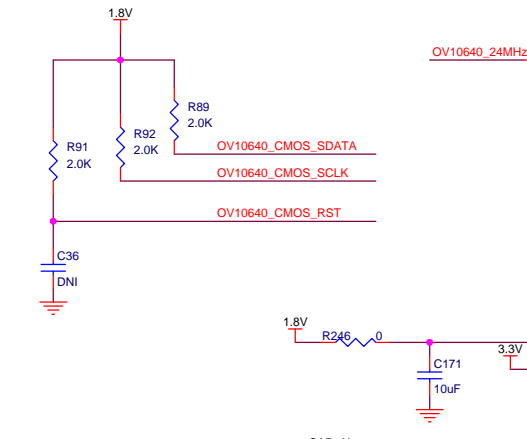 1.8V
OV10640_24MHz
R89
2.0K
R92
2.0K
R91
2.0K
OV10640_CMOS_SDATA
OV10640_CMOS_SCLK
OV10640_CMOS_RST
C36
DNI
1.8V
R246 0
3.3V
C171
10uF